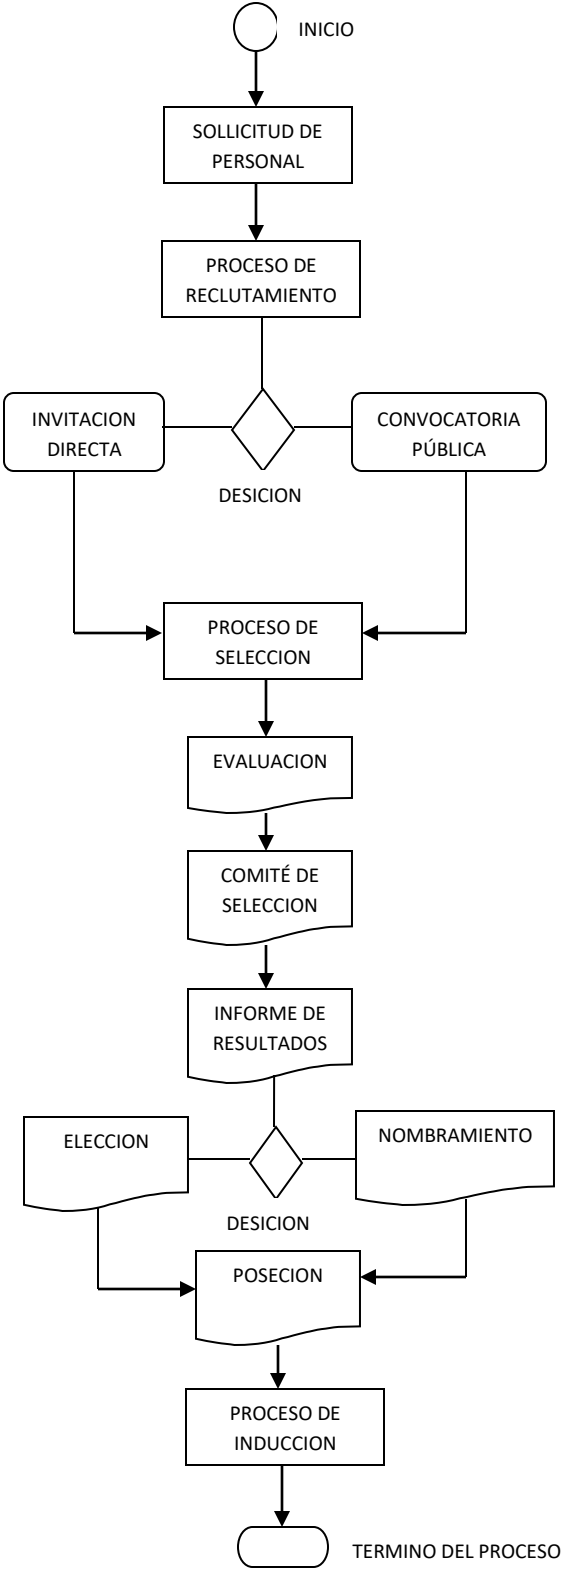 INICIO
SOLLICITUD DE
PERSONAL
PROCESO DE
RECLUTAMIENTO
INVITACION
DIRECTA
CONVOCATORIA
PÚBLICA
DESICION
PROCESO DE
SELECCION
EVALUACION
COMITÉ DE
SELECCION
INFORME DE
RESULTADOS
ELECCION
NOMBRAMIENTO
DESICION
POSECION
PROCESO DE
INDUCCION
TERMINO DEL PROCESO